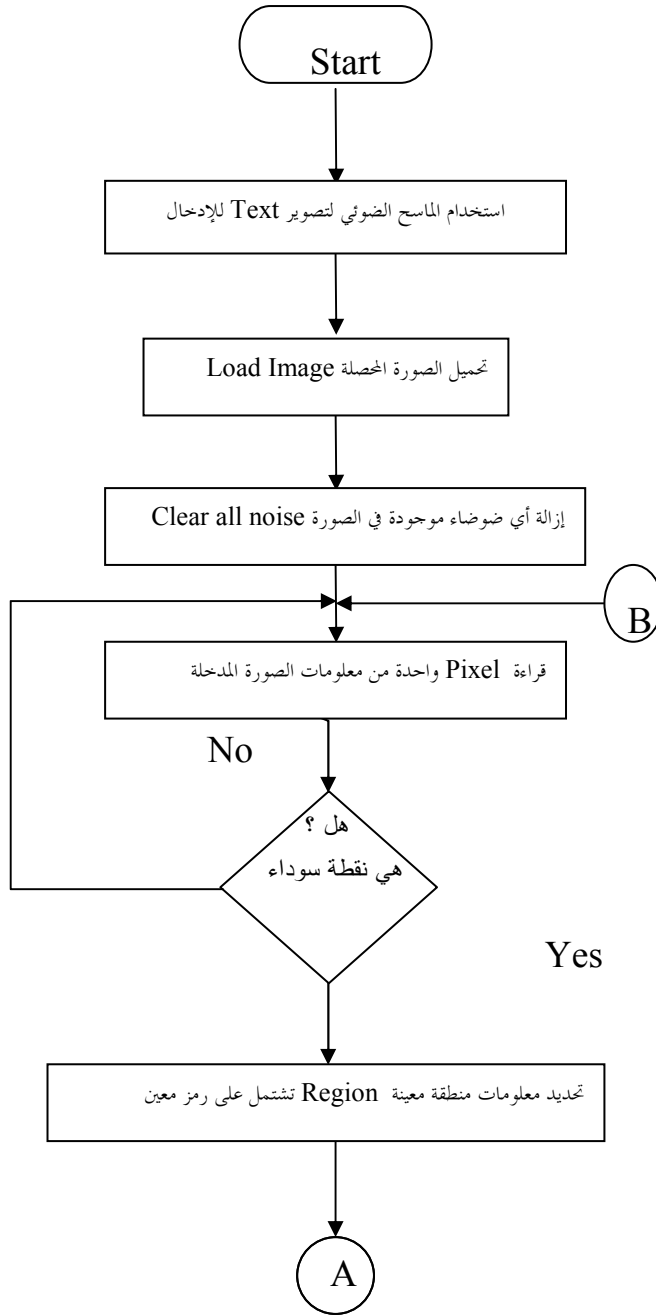 Start
استخدام الماسح الضوئي لتصوير Text للإدخال
تحميل الصورة المحصلة Load Image
إزالة أي ضوضاء موجودة في الصورة Clear all noise
B
قراءة Pixel واحدة من معلومات الصورة المدخلة
No
هل ؟
هي نقطة سوداء
Yes
تحديد معلومات منطقة معينة Region تشتمل على رمز معين
A